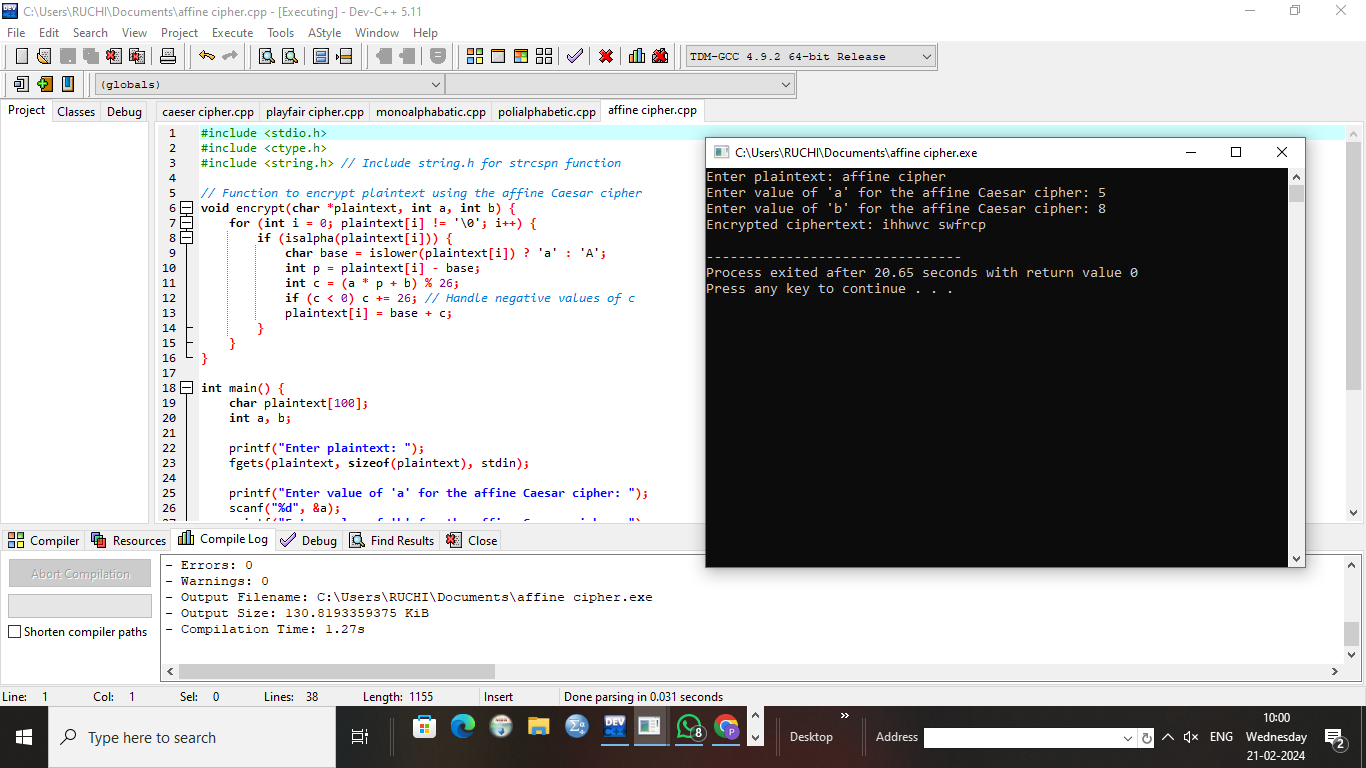 C:\Users\RUCHI\Documents\affine cipher.cpp - [Executing] - Dev-C++ 5.11
File Edit Search View Project Execute Tools AStyle Window Help
TDM-GCC 4.9.2 64-bit Release
(globals)
Project Classes Debug
caeser cipher.cpp playfair cipher.cpp monoalphabatic.cpp polialphabetic.cpp affine cipher.cpp
1 #include <stdio.h>
2 #include <ctype.h>
3 #include <string.h> // Include string.h for strcspn function
4
5 // Function to encrypt plaintext using the affine Caesar cipher
6 void encrypt(char *plaintext, int a, int b) {
7 for (int i = 0; plaintext[i] != '\0'; i++) {
8 if (isalpha(plaintext[i])) {
9 char base = islower(plaintext[i]) ? 'a' : 'A';
10 int p = plaintext[i] - base;
11 int c = (a * p + b) % 26;
12 if (c < 0) c += 26; // Handle negative values of c
13 plaintext[i] = base + c;
14 }
15 }
16 }
17
18 int main() {
19 char plaintext[100];
20 int a, b;
21
22 printf("Enter plaintext: ");
23 fgets(plaintext, sizeof(plaintext), stdin);
24
25 printf("Enter value of 'a' for the affine Caesar cipher: ");
26 scanf("%d", &a);
C:\Users\RUCHI\Documents\affine cipher.exe
Enter plaintext: affine cipher
Enter value of 'a' for the affine Caesar cipher: 5
Enter value of 'b' for the affine Caesar cipher: 8
Encrypted ciphertext: ihhwvc swfrcp
--------------------------------
Process exited after 20.65 seconds with return value 0
Press any key to continue . . .
Compiler Resources Compile Log Debug Find Results Close
Abort Compilation
Shorten compiler paths
- Errors: 0
- Warnings: 0
- Output Filename: C:\Users\RUCHI\Documents\affine cipher.exe
- Output Size: 130.8193359375 KiB
- Compilation Time: 1.27s
Line: 1 Col: 1 Sel: 0 Lines: 38 Length: 1155 Insert Done parsing in 0.031 seconds
Type here to search
DEV
8
P
Desktop
Address
ENG
10:00
Wednesday
21-02-2024
2